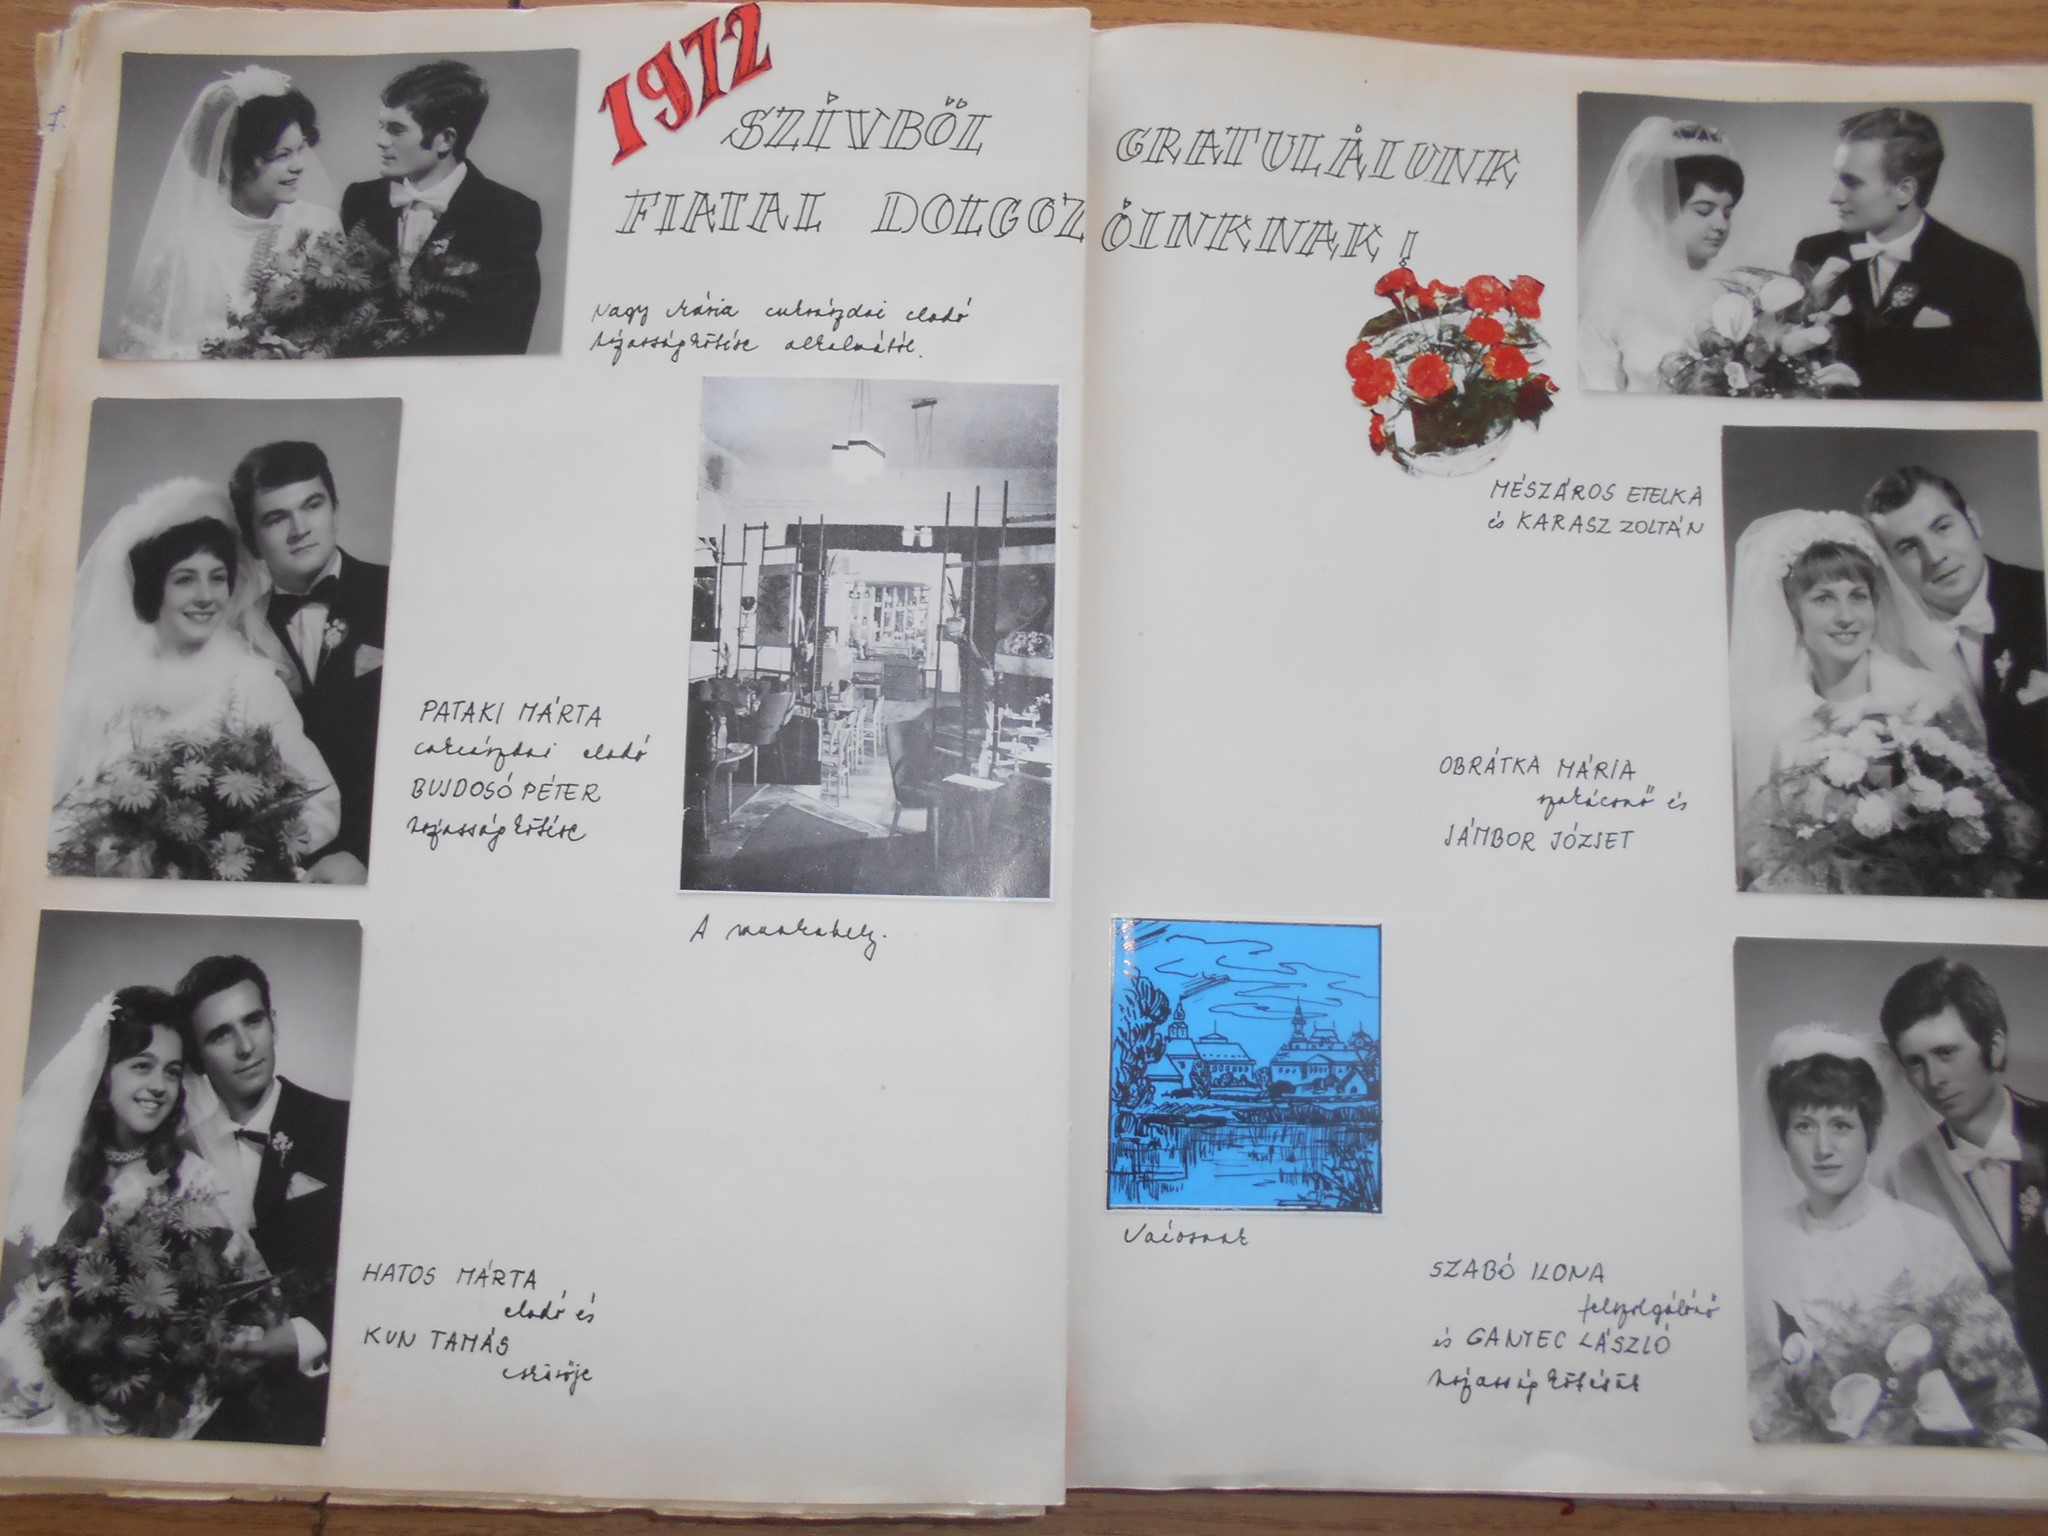 1972
SZÍVBŐL GRATULÁLUNK
FIATAL DOLGOZÓINKNAK!
Nagy Mária cukrászdai eladó
házasságkötése alkalmából.
PATAKI MÁRTA
cukrászdai eladó
BUJDOSÓ PÉTER
házasságkötése
A munkahely.
HATOS MÁRTA
eladó és
KUN TAMÁS
esküvője
MÉSZÁROS ETELKA
és KARASZ ZOLTÁN
OBRÁTKA MÁRIA
szakácsnő és
JÁMBOR JÓZSEF
Városunk
SZABÓ ILONA
felszolgálónő
és GANYEC LÁSZLÓ